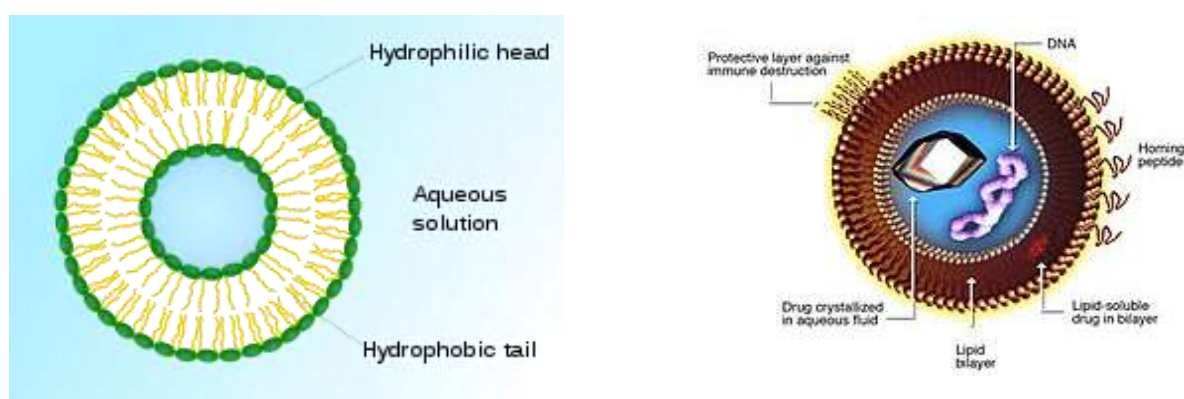 Hydrophilic head
Aqueous
solution
Hydrophobic tail
Protective layer against
immune destruction
DNA
Homing
peptide
Drug crystallized
in aqueous fluid
Lipid
bilayer
Lipid-soluble
drug in bilayer